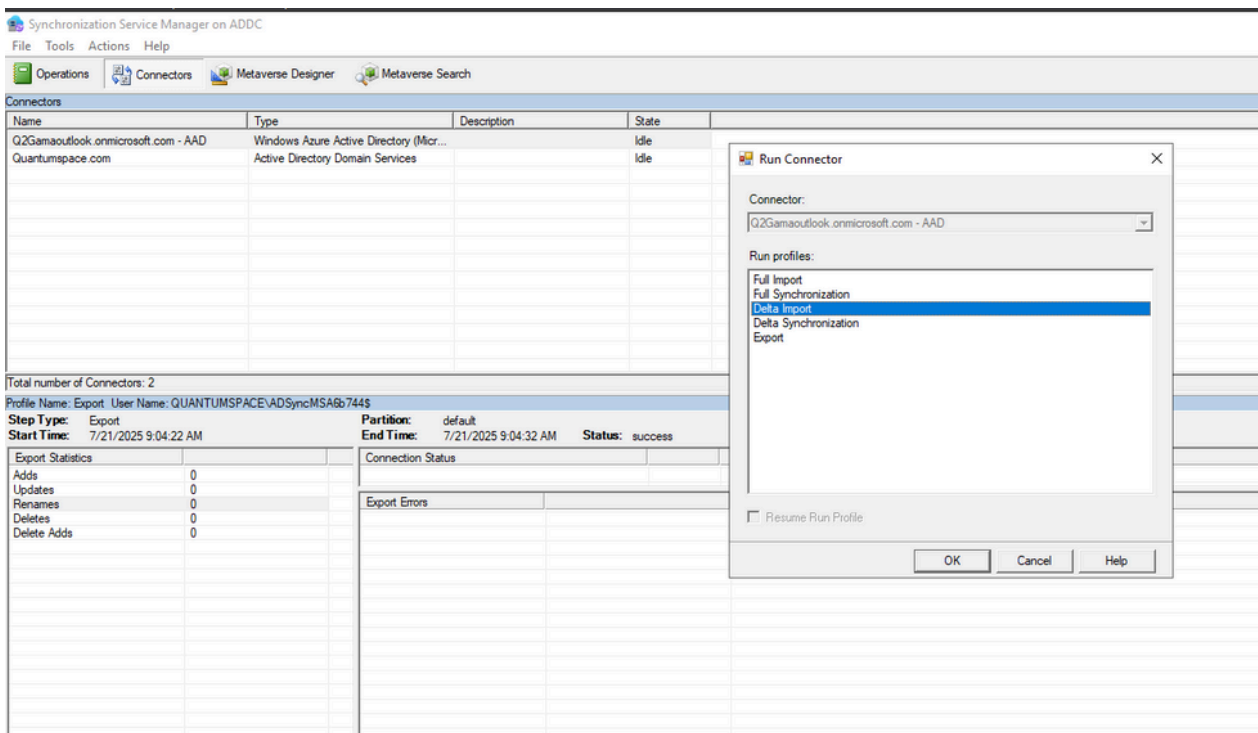 Synchronization Service Manager on ADDC
File Tools Actions Help
Operations Connectors Metaverse Designer Metaverse Search
Connectors
Name Type Description State
Q2Gamaoutlook.onmicrosoft.com - AAD Windows Azure Active Directory (Micr... Idle
Quantumspace.com Active Directory Domain Services Idle
Total number of Connectors: 2
Profile Name: Export User Name: QUANTUMSPACE\ADSyncMSA6b744$
Step Type: Export Partition: default
Start Time: 7/21/2025 9:04:22 AM End Time: 7/21/2025 9:04:32 AM Status: success
Export Statistics Connection Status
Adds 0
Updates 0
Renames 0
Deletes 0
Delete Adds 0
Export Errors
Run Connector
Connector:
Q2Gamaoutlook.onmicrosoft.com - AAD
Run profiles:
Full Import
Full Synchronization
Delta Import
Delta Synchronization
Export
Resume Run Profile
OK Cancel Help